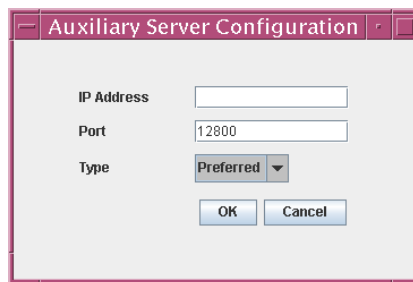 Auxiliary Server Configuration
IP Address
Port 12800
Type Preferred
OK Cancel